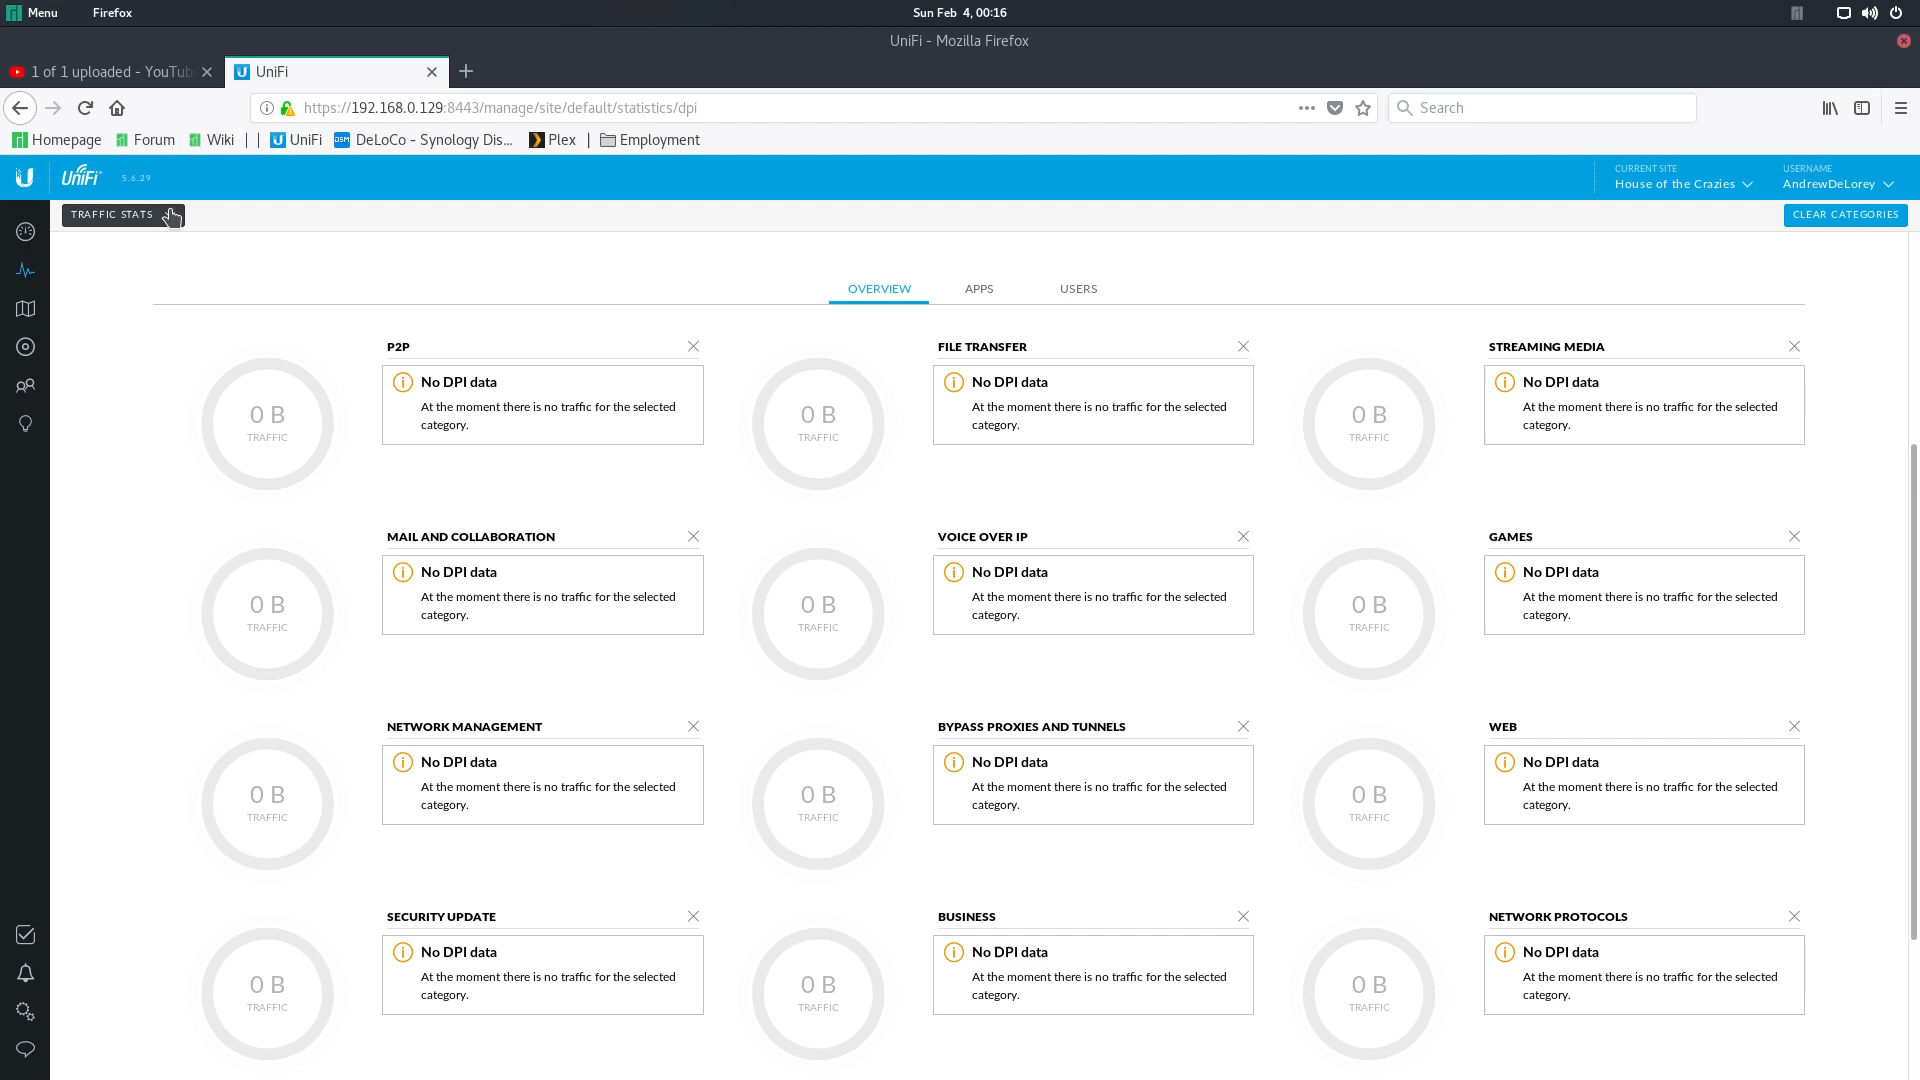 Menu Firefox Sun Feb 4, 00:16
UniFi - Mozilla Firefox
1 of 1 uploaded - YouTub UniFi
https://192.168.0.129:8443/manage/site/default/statistics/dpi Search
Homepage Forum Wiki | | UniFi DSM DeLoCo - Synology Dis... Plex | Employment
UniFi 5.6.29 CURRENT SITE USERNAME
House of the Crazies AndrewDeLorey
TRAFFIC STATS CLEAR CATEGORIES
OVERVIEW APPS USERS
P2P FILE TRANSFER STREAMING MEDIA
No DPI data No DPI data No DPI data
0 B At the moment there is no traffic for the selected 0 B At the moment there is no traffic for the selected 0 B At the moment there is no traffic for the selected
TRAFFIC category. TRAFFIC category. TRAFFIC category.
MAIL AND COLLABORATION VOICE OVER IP GAMES
No DPI data No DPI data No DPI data
0 B At the moment there is no traffic for the selected 0 B At the moment there is no traffic for the selected 0 B At the moment there is no traffic for the selected
TRAFFIC category. TRAFFIC category. TRAFFIC category.
NETWORK MANAGEMENT BYPASS PROXIES AND TUNNELS WEB
No DPI data No DPI data No DPI data
0 B At the moment there is no traffic for the selected 0 B At the moment there is no traffic for the selected 0 B At the moment there is no traffic for the selected
TRAFFIC category. TRAFFIC category. TRAFFIC category.
SECURITY UPDATE BUSINESS NETWORK PROTOCOLS
No DPI data No DPI data No DPI data
0 B At the moment there is no traffic for the selected 0 B At the moment there is no traffic for the selected 0 B At the moment there is no traffic for the selected
TRAFFIC category. TRAFFIC category. TRAFFIC category.